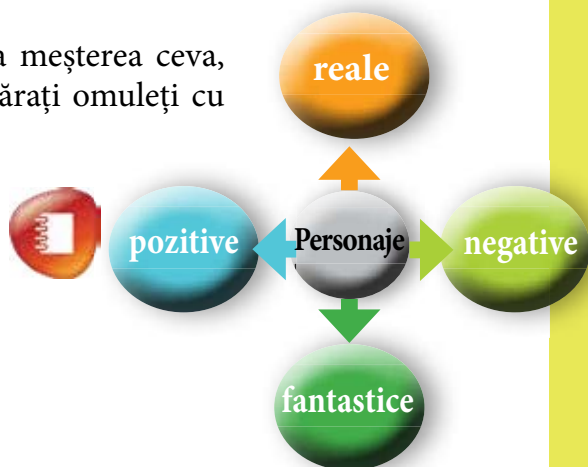 a meșterea ceva,
ărați omuleți cu
reale
pozitive
Personaje
negative
fantastice